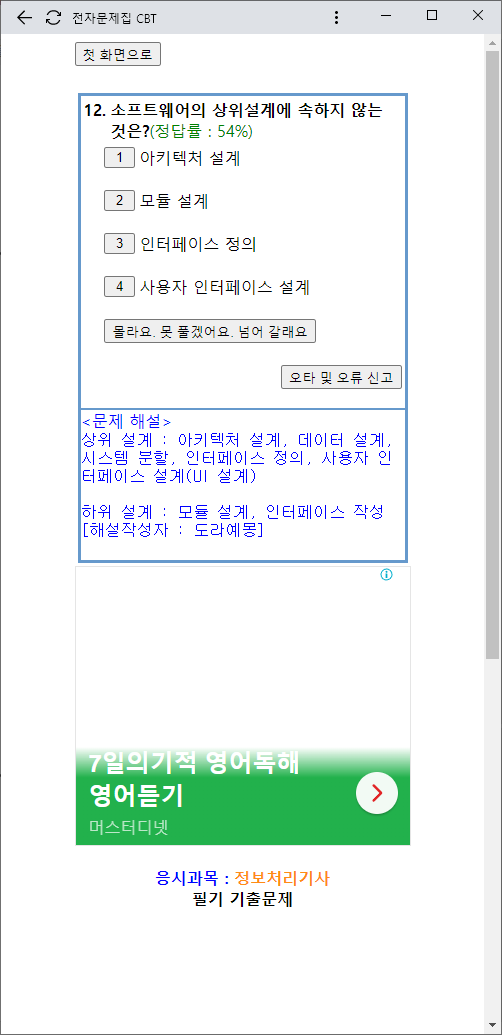 전자문제집 CBT
첫 화면으로
12. 소프트웨어의 상위설계에 속하지 않는
것은?(정답률 : 54%)
1 아키텍처 설계
2 모듈 설계
3 인터페이스 정의
4 사용자 인터페이스 설계
몰라요. 못 풀겠어요. 넘어 갈래요
오타 및 오류 신고
<문제 해설>
상위 설계 : 아키텍처 설계, 데이터 설계,
시스템 분할, 인터페이스 정의, 사용자 인
터페이스 설계(UI 설계)
하위 설계 : 모듈 설계, 인터페이스 작성
[해설작성자 : 도라예몽]
7일의기적 영어독해
영어듣기
머스터디넷
응시과목 : 정보처리기사
필기 기출문제